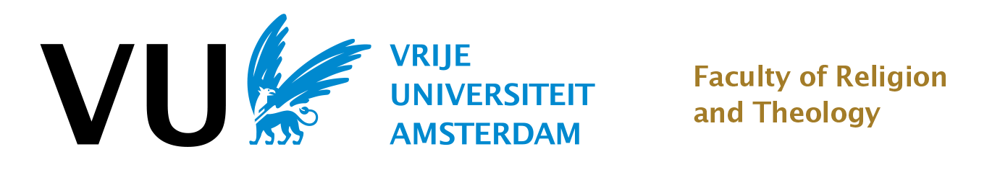 VU
VRIJE
UNIVERSITEIT
AMSTERDAM
Faculty of Religion
and Theology